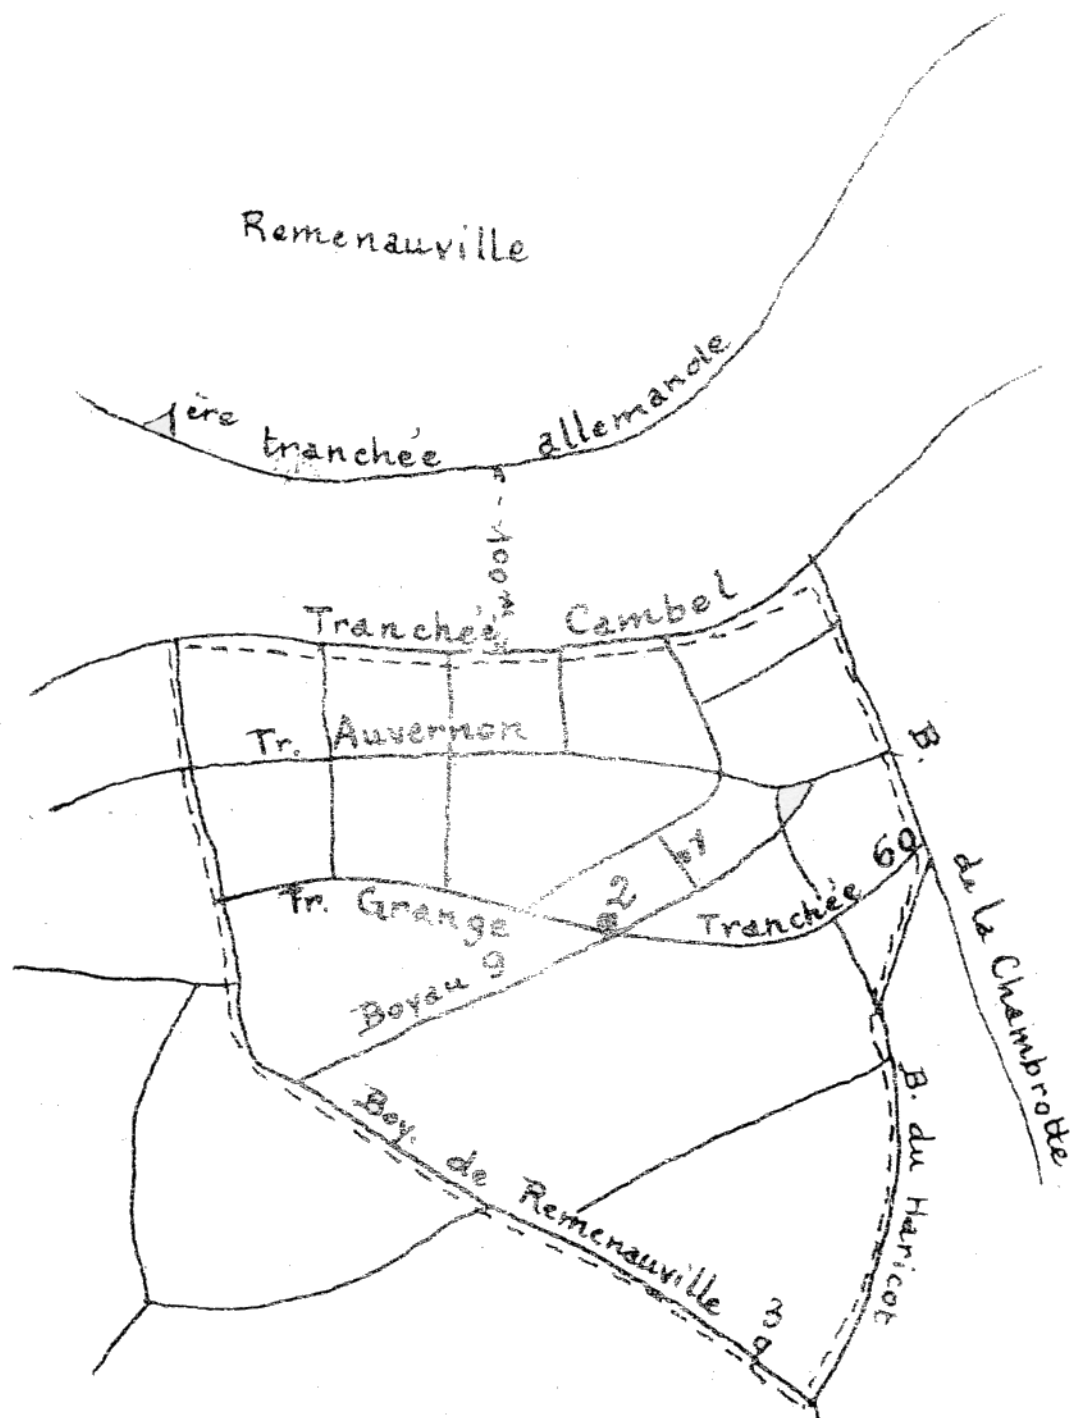 Remenauville
1ère tranchée allemande
100m
Tranchée Cambel
Tr. Auvernon
B. de la Chambrotte
60
2
Tr. Grange
Tranchée
Boyau 9
Boy. de Remenauville
B. du Haricot
3